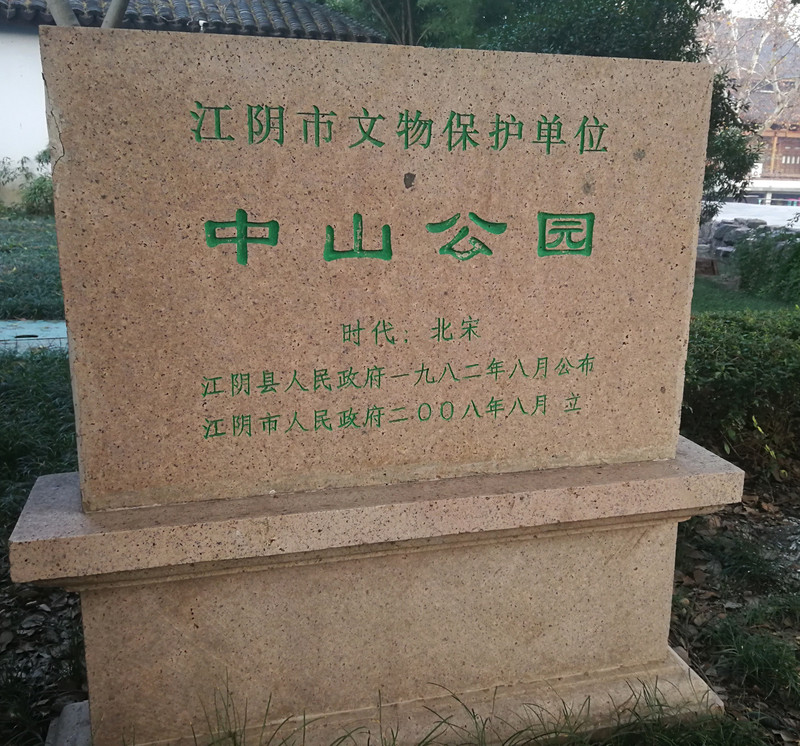 江阴市文物保护单位
中山公园
时代：北宋
江阴县人民政府一九八二年八月公布
江阴市人民政府二〇〇八年八月 立